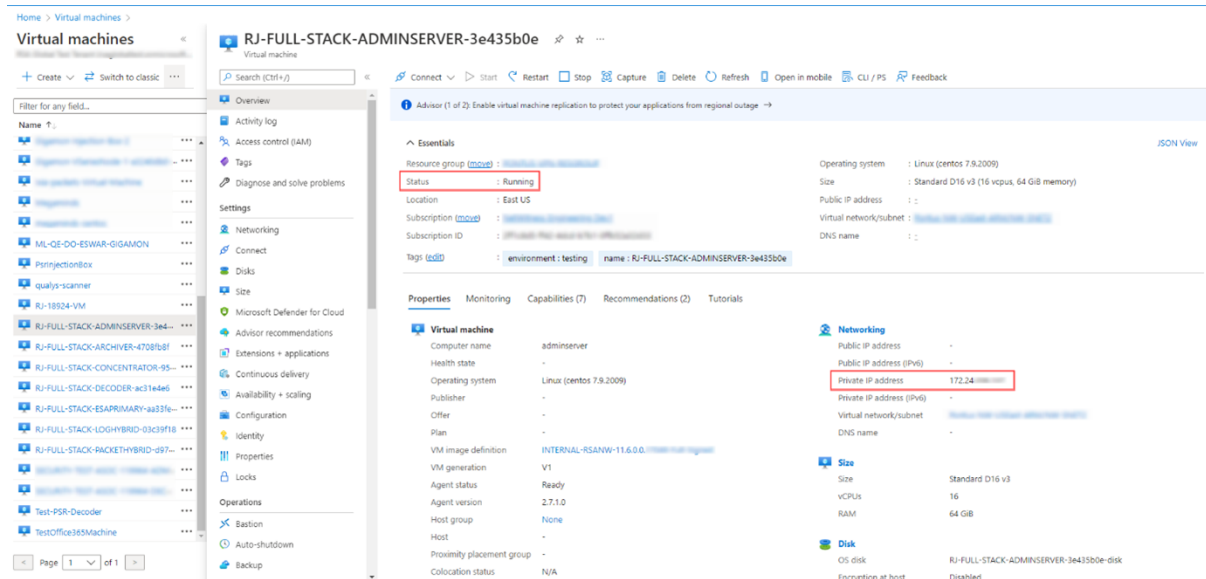 Home > Virtual machines >
Virtual machines
«
+ Create
Switch to classic
...
Filter for any field...
Name ↑
ML-QE-DO-ESWAR-GIGAMON
PsrInjectionBox
qualys-scanner
RJ-18924-VM
RJ-FULL-STACK-ADMINSERVER-3e4...
RJ-FULL-STACK-ARCHIVER-4708fb8f
RJ-FULL-STACK-CONCENTRATOR-95...
RJ-FULL-STACK-DECODER-ac31e4e6
RJ-FULL-STACK-ESAPRIMARY-aa33fe...
RJ-FULL-STACK-LOGHYBRID-03c39f18
RJ-FULL-STACK-PACKETHYBRID-d97...
Test-PSR-Decoder
TestOffice365Machine
< Page 1 of 1 >
RJ-FULL-STACK-ADMINSERVER-3e435b0e
...
Virtual machine
Search (Ctrl+/)
«
Overview
Activity log
Access control (IAM)
Tags
Diagnose and solve problems
Settings
Networking
Connect
Disks
Size
Microsoft Defender for Cloud
Advisor recommendations
Extensions + applications
Continuous delivery
Availability + scaling
Configuration
Identity
Properties
Locks
Operations
Bastion
Auto-shutdown
Backup
Connect Start Restart Stop Capture Delete Refresh Open in mobile CLI / PS Feedback
Advisor (1 of 2): Enable virtual machine replication to protect your applications from regional outage →
Essentials
JSON View
Resource group (move) :
Status : Running
Location : East US
Subscription (move) :
Subscription ID :
Tags (edit) : environment : testing name : RJ-FULL-STACK-ADMINSERVER-3e435b0e
Operating system : Linux (centos 7.9.2009)
Size : Standard D16 v3 (16 vcpus, 64 GiB memory)
Public IP address : :
Virtual network/subnet :
DNS name : :
Properties Monitoring Capabilities (7) Recommendations (2) Tutorials
Virtual machine
Computer name adminserver
Health state -
Operating system Linux (centos 7.9.2009)
Publisher -
Offer -
Plan -
VM image definition INTERNAL-RSANW-11.6.0.0.
VM generation V1
Agent status Ready
Agent version 2.7.1.0
Host group None
Host -
Proximity placement group -
Colocation status N/A
Networking
Public IP address -
Public IP address (IPv6) -
Private IP address 172.24
Private IP address (IPv6) -
Virtual network/subnet
DNS name -
Size
Size Standard D16 v3
vCPUs 16
RAM 64 GiB
Disk
OS disk RJ-FULL-STACK-ADMINSERVER-3e435b0e-disk
Encryption at host Disabled